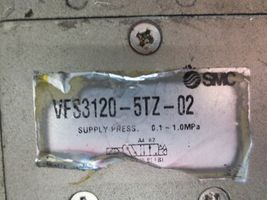 SMC
VFS3120-5TZ-02
SUPPLY PRESS. 0.1-1.0MPa